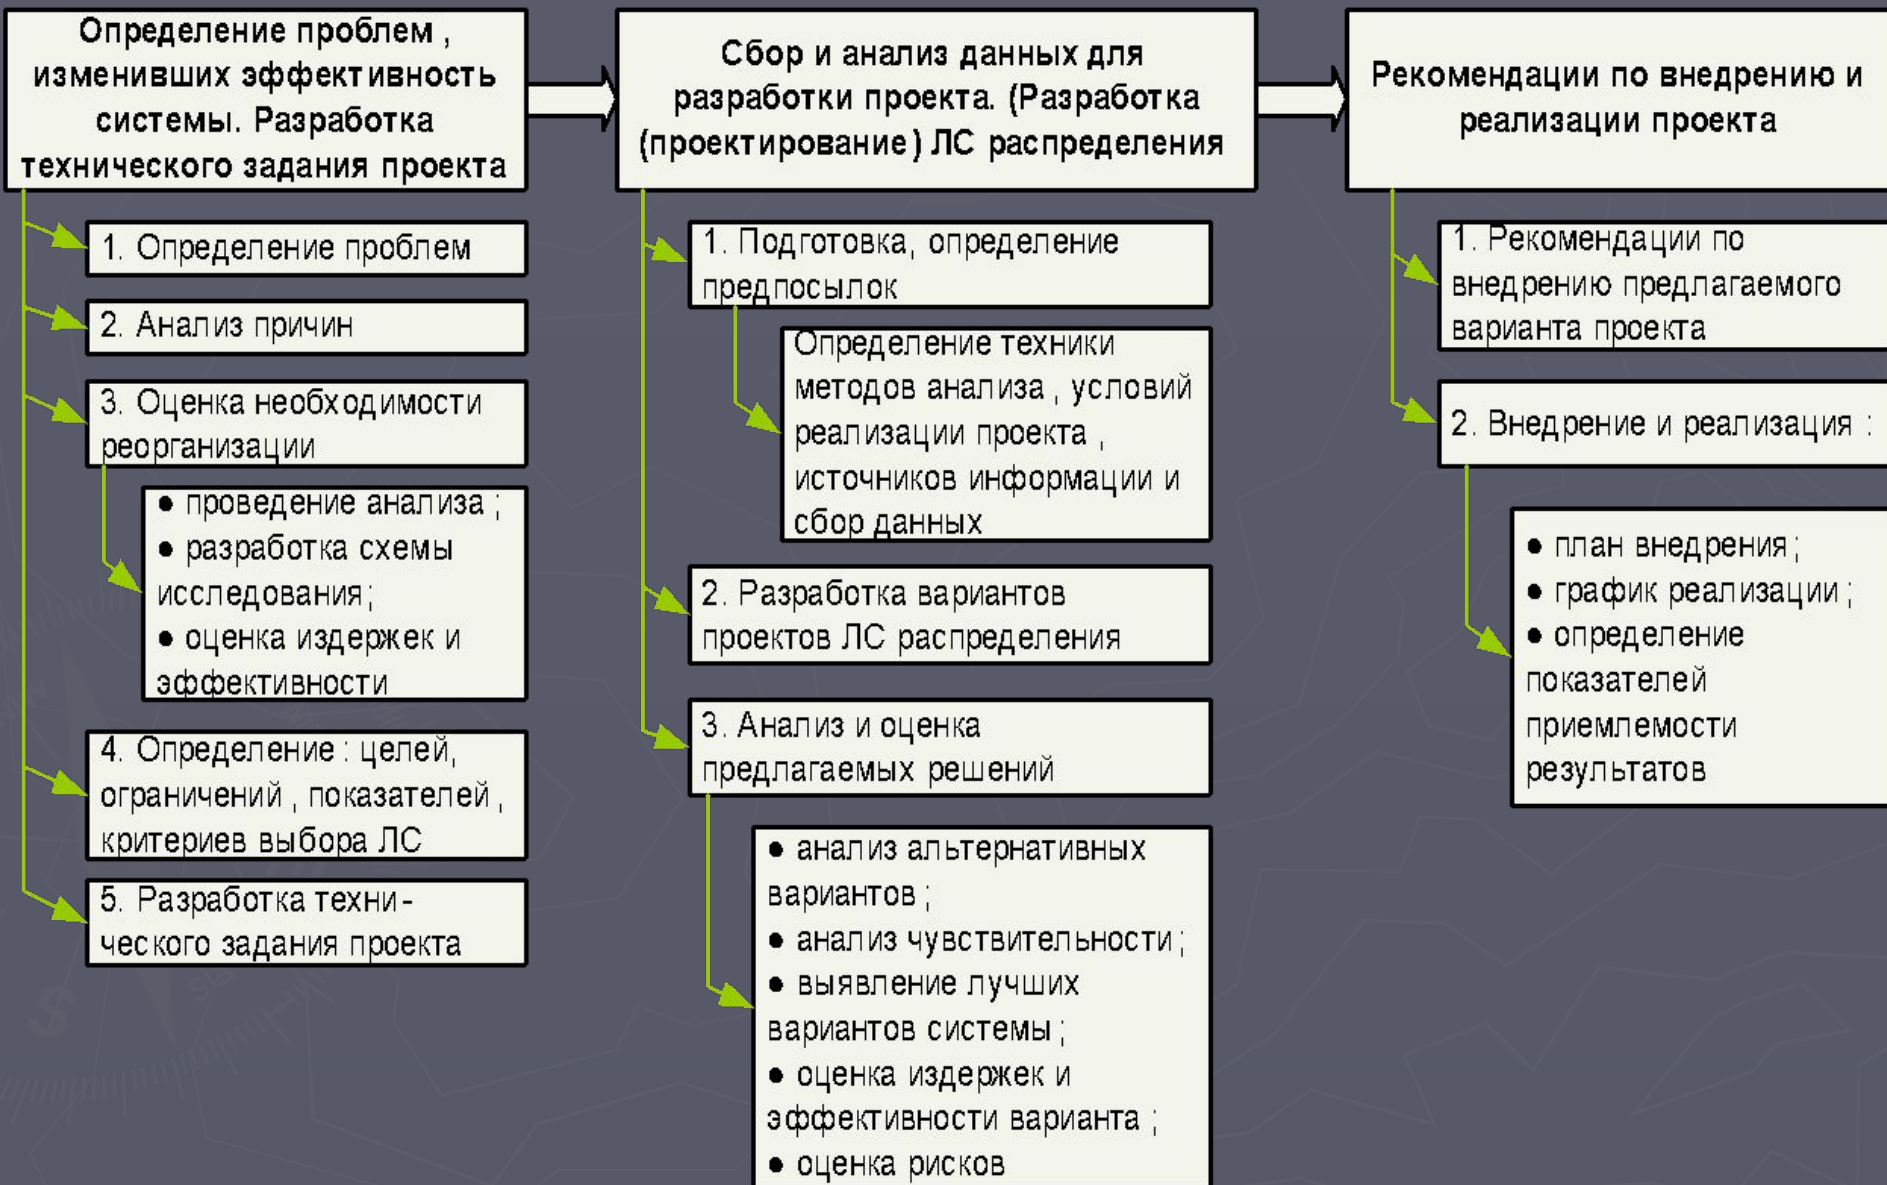 Определение проблем ,
изменивших эффективность
системы. Разработка
технического задания проекта
1. Определение проблем
2. Анализ причин
3. Оценка необходимости
реорганизации
● проведение анализа ;
● разработка схемы
исследования;
● оценка издержек и
эффективности
4. Определение : целей,
ограничений , показателей ,
критериев выбора ЛС
5. Разработка техни-
ческого задания проекта
Сбор и анализ данных для
разработки проекта. (Разработка
(проектирование) ЛС распределения
1. Подготовка, определение
предпосылок
Определение техники
методов анализа , условий
реализации проекта ,
источников информации и
сбор данных
2. Разработка вариантов
проектов ЛС распределения
3. Анализ и оценка
предлагаемых решений
● анализ альтернативных
вариантов ;
● анализ чувствительности ;
● выявление лучших
вариантов системы ;
● оценка издержек и
эффективности варианта ;
● оценка рисков
Рекомендации по внедрению и
реализации проекта
1. Рекомендации по
внедрению предлагаемого
варианта проекта
2. Внедрение и реализация :
● план внедрения;
● график реализации ;
● определение
показателей
приемлемости
результатов